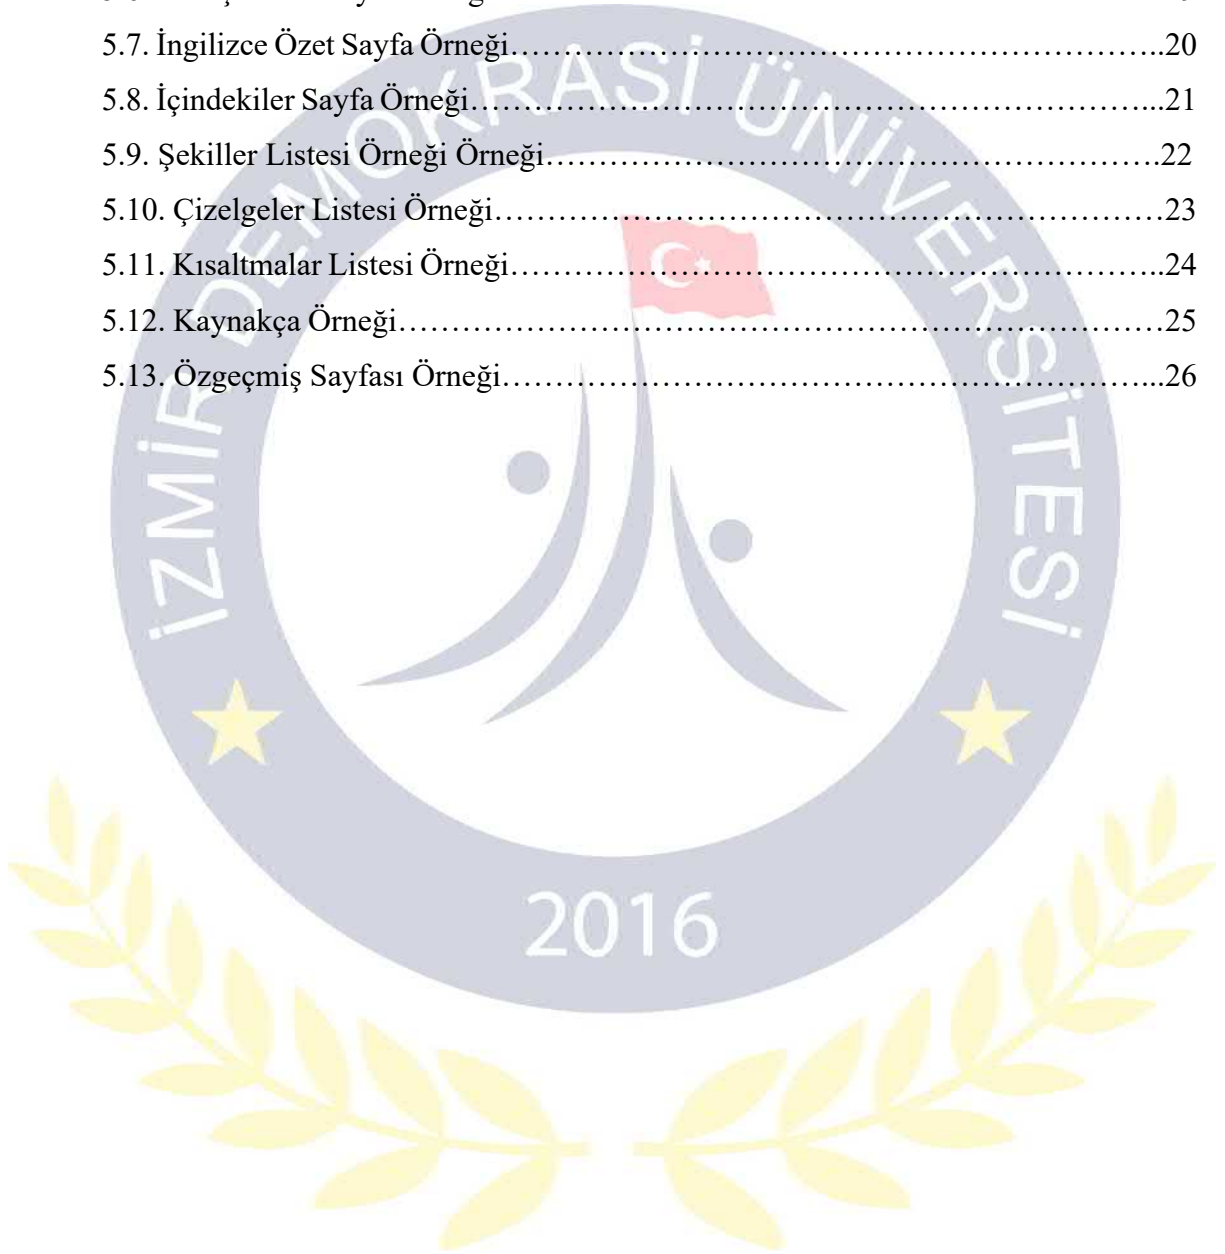 5.7. İngilizce Özet Sayfa Örneği……………………………………………………………..20
5.8. İçindekiler Sayfa Örneği………………………………………………………………...21
5.9. Şekiller Listesi Örneği Örneği………………………………………………………….22
5.10. Çizelgeler Listesi Örneği………………………………………………………………23
5.11. Kısaltmalar Listesi Örneği……………………………………………………………..24
5.12. Kaynakça Örneği………………………………………………………………………25
5.13. Özgeçmiş Sayfası Örneği……………………………………………………………...26
İZMİR DEMOKRASİ ÜNİVERSİTESİ
2016